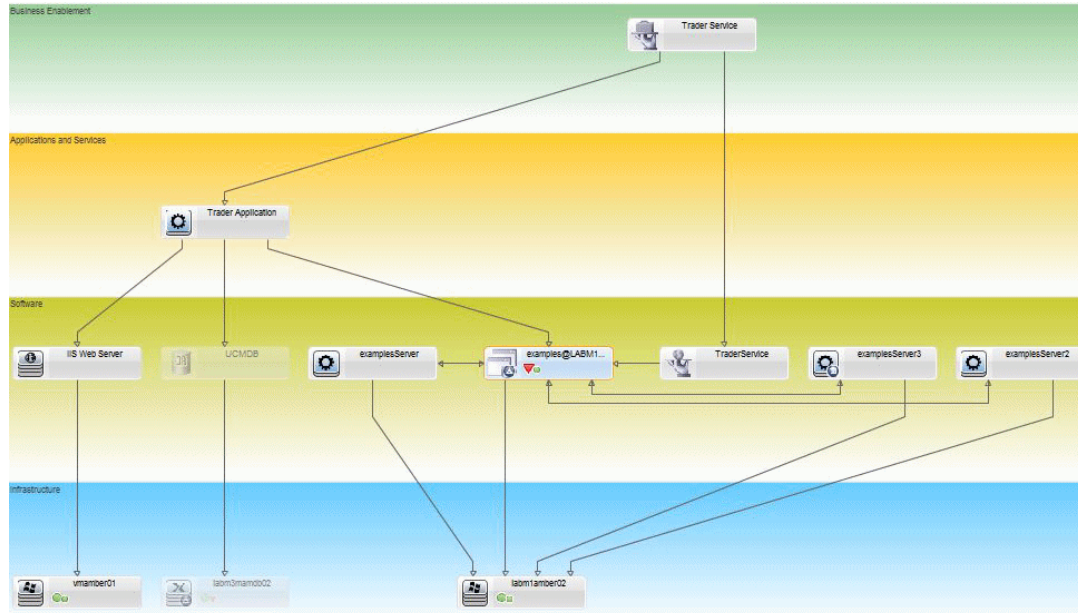 Business Enablement
Trader Service
Applications and Services
Trader Application
Software
IIS Web Server
UCMDB
examplesServer
examples@LABM1...
TraderService
examplesServer3
examplesServer2
Infrastructure
vmamber01
labm3mamdb02
labm1amber02